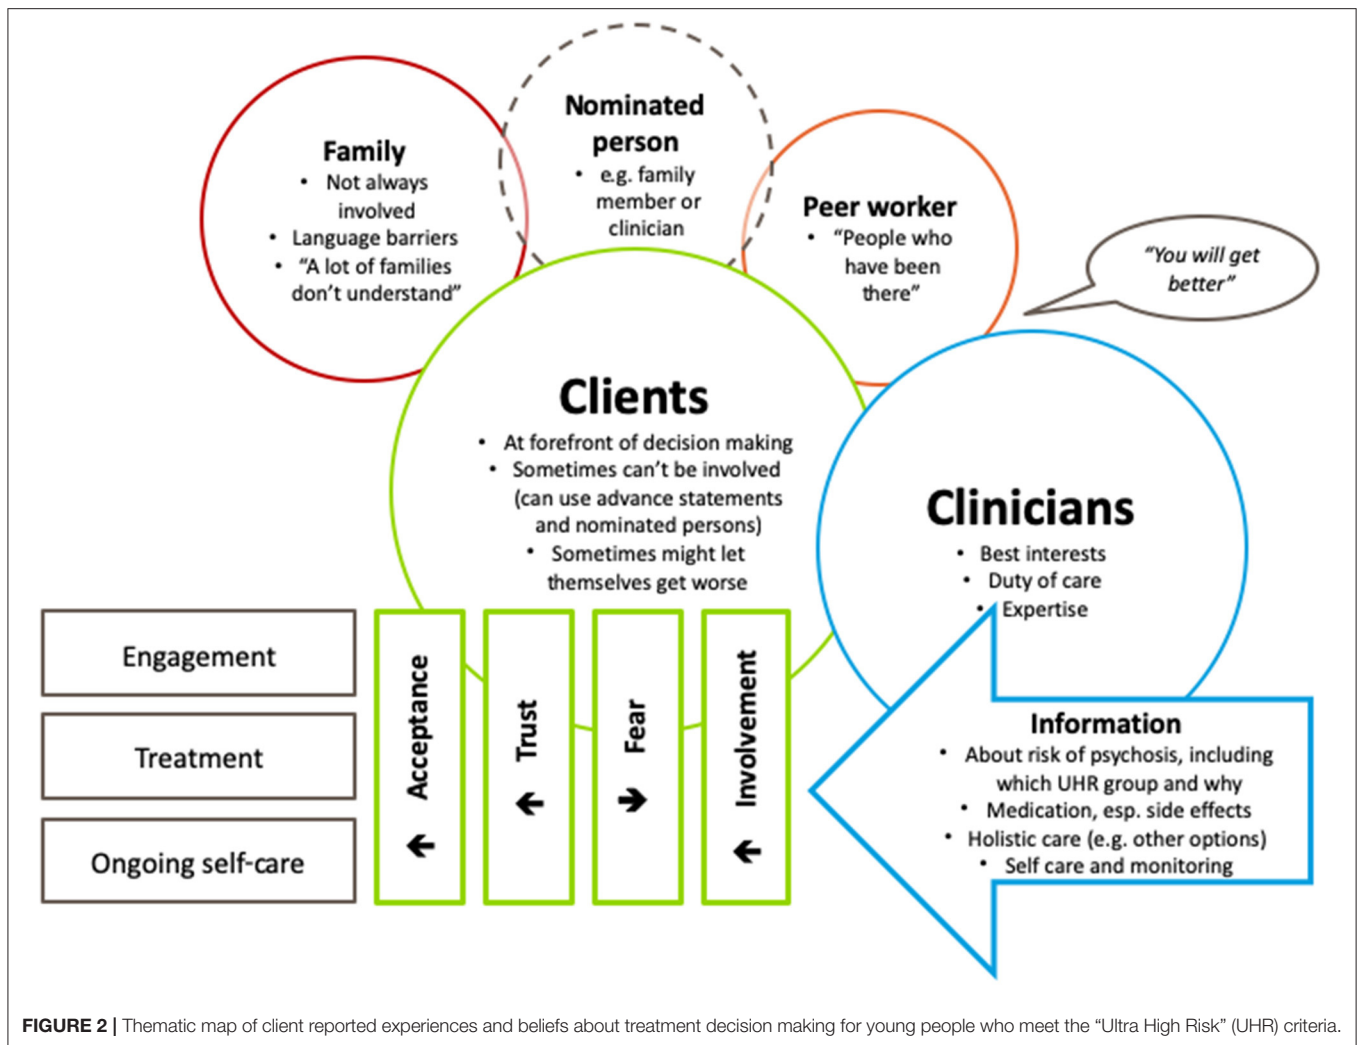 Nominated
person
• e.g. family
member or
clinician
Family
• Not always
involved
• Language barriers
• “A lot of families
don’t understand”
Peer worker
• “People who
have been
there”
“You will get
better”
Clients
• At forefront of decision making
• Sometimes can’t be involved
(can use advance statements
and nominated persons)
• Sometimes might let
themselves get worse
Clinicians
• Best interests
• Duty of care
• Expertise
Engagement
Treatment
Ongoing self-care
← Acceptance
← Trust
→ Fear
← Involvement
Information
• About risk of psychosis, including
which UHR group and why
• Medication, esp. side effects
• Holistic care (e.g. other options)
• Self care and monitoring
FIGURE 2 | Thematic map of client reported experiences and beliefs about treatment decision making for young people who meet the “Ultra High Risk” (UHR) criteria.